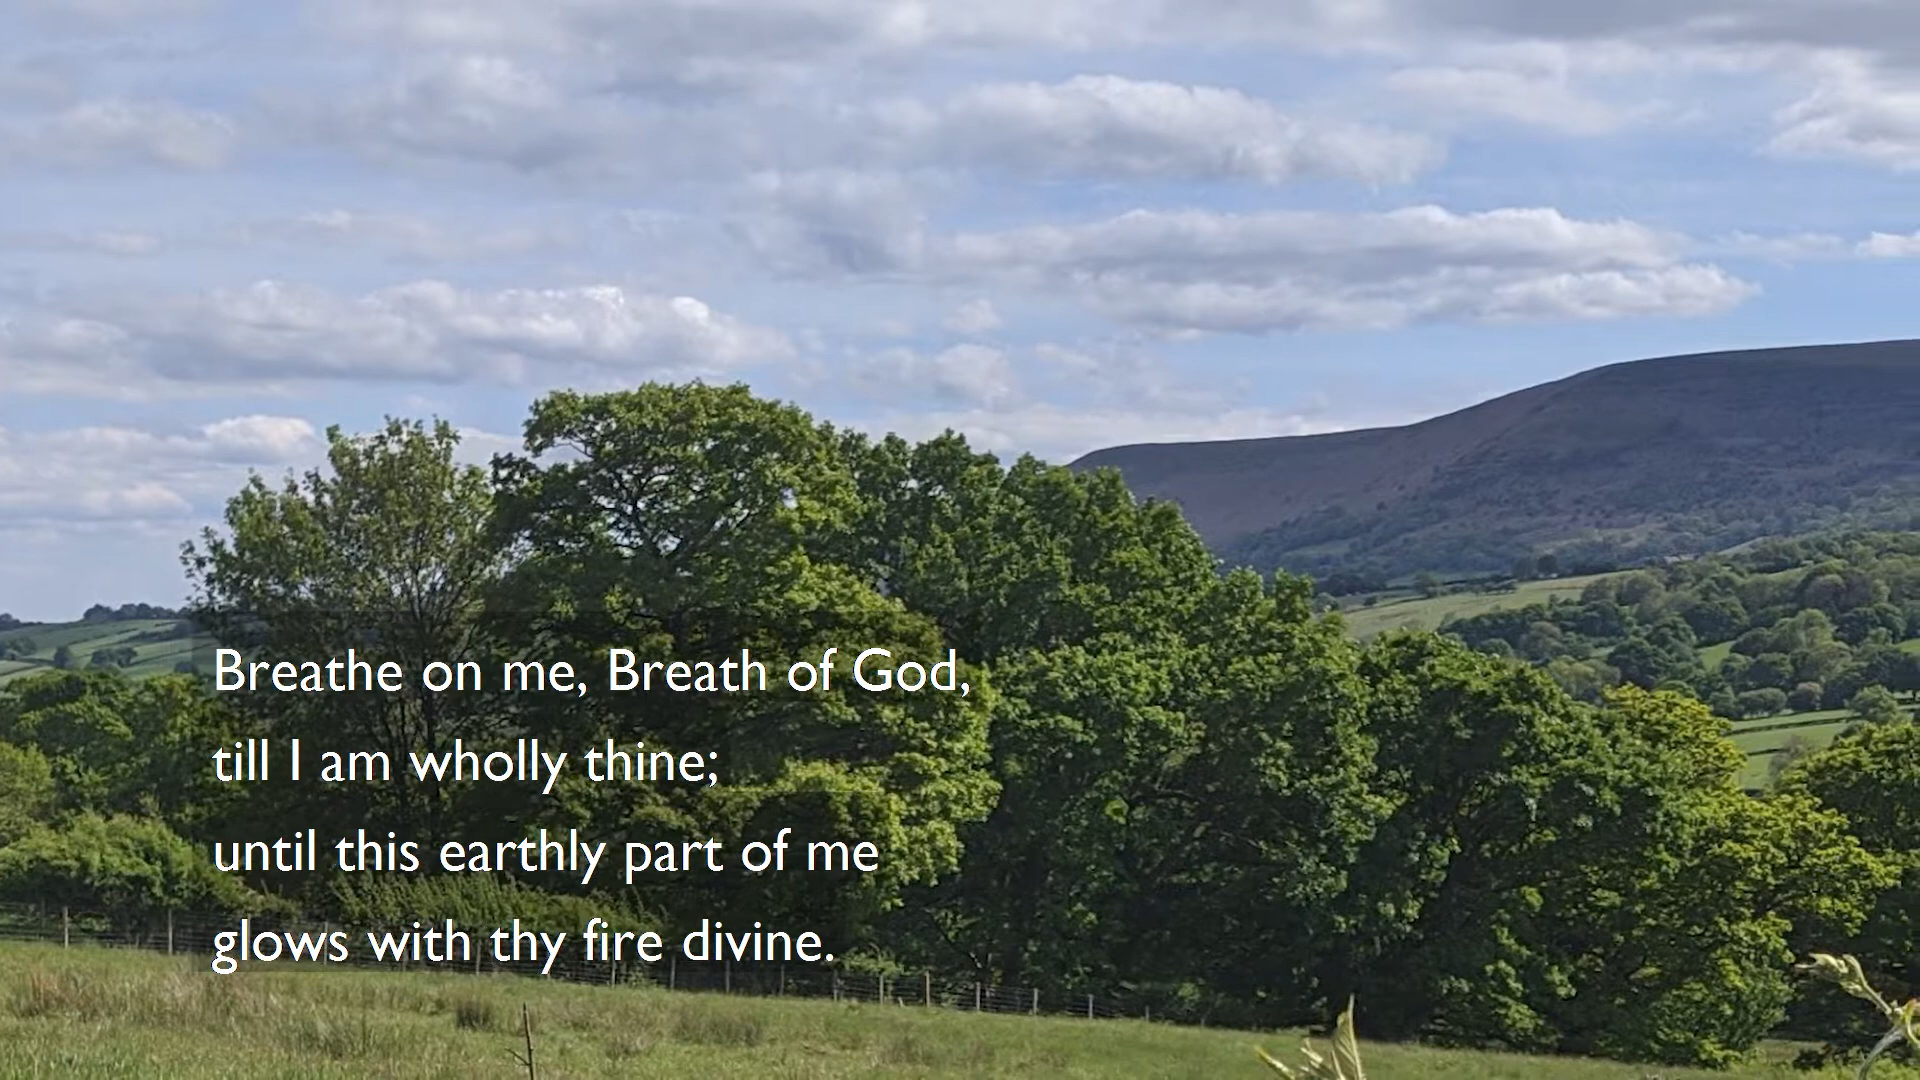 Breathe on me, Breath of God,
till I am wholly thine;
until this earthly part of me
glows with thy fire divine.